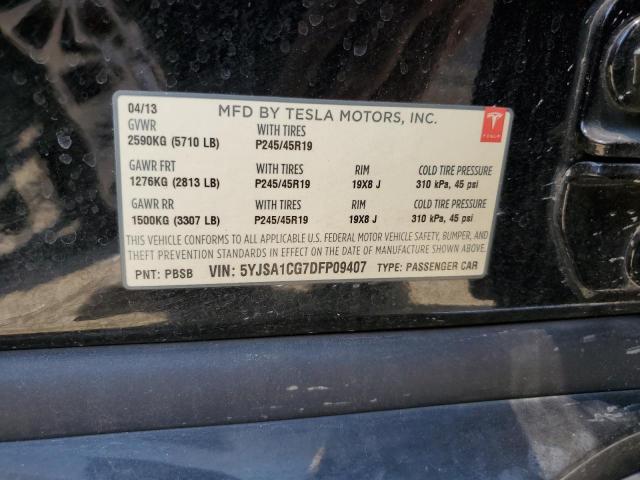 04/13
MFD BY TESLA MOTORS, INC.
GVWR WITH TIRES
2590KG (5710 LB) P245/45R19
TESLA
GAWR FRT WITH TIRES RIM COLD TIRE PRESSURE
1276KG (2813 LB) P245/45R19 19X8 J 310 kPa, 45 psi
GAWR RR WITH TIRES RIM COLD TIRE PRESSURE
1500KG (3307 LB) P245/45R19 19X8 J 310 kPa, 45 psi
THIS VEHICLE CONFORMS TO ALL APPLICABLE U.S. FEDERAL MOTOR VEHICLE SAFETY, BUMPER, AND
THEFT PREVENTION STANDARDS IN EFFECT ON THE DATE OF MANUFACTURE SHOWN ABOVE.
PNT: PBSB VIN: 5YJSA1CG7DFP09407 TYPE: PASSENGER CAR